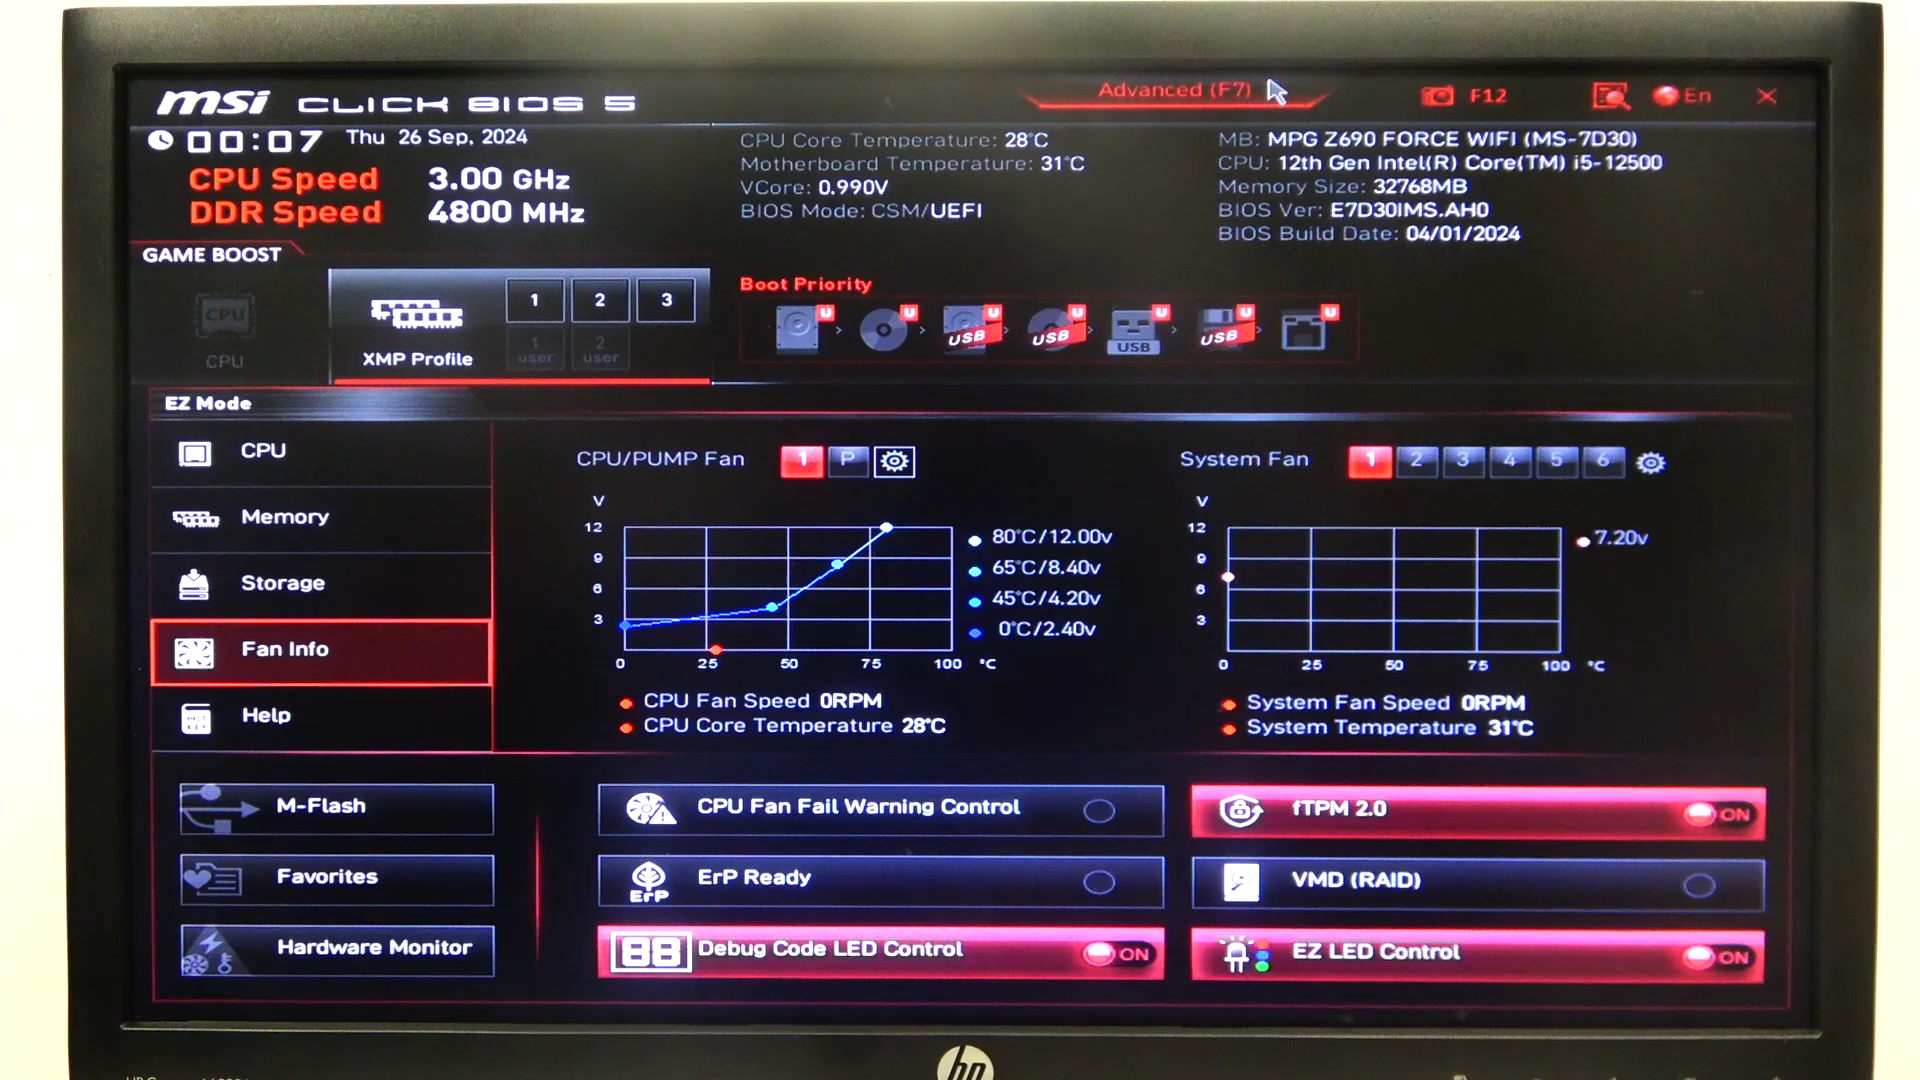 msi CLICK BIOS 5
Advanced (F7)
F12
En
00:07 Thu 26 Sep, 2024
CPU Speed 3.00 GHz
DDR Speed 4800 MHz
CPU Core Temperature: 28°C
Motherboard Temperature: 31°C
VCore: 0.990V
BIOS Mode: CSM/UEFI
MB: MPG Z690 FORCE WIFI (MS-7D30)
CPU: 12th Gen Intel(R) Core(TM) i5-12500
Memory Size: 32768MB
BIOS Ver: E7D30IMS.AH0
BIOS Build Date: 04/01/2024
GAME BOOST
CPU
CPU
XMP Profile
1 2 3
1 user 2 user
Boot Priority
U U U U U U U
USB USB USB USB
EZ Mode
CPU
Memory
Storage
Fan Info
Help
CPU/PUMP Fan 1 P
V
12
9
6
3
0 25 50 75 100 °C
80°C/12.00v
65°C/8.40v
45°C/4.20v
0°C/2.40v
CPU Fan Speed 0RPM
CPU Core Temperature 28°C
System Fan 1 2 3 4 5 6
V
12
9
6
3
0 25 50 75 100 °C
7.20v
System Fan Speed 0RPM
System Temperature 31°C
M-Flash
Favorites
Hardware Monitor
CPU Fan Fail Warning Control
ErP ErP Ready
88 Debug Code LED Control ON
fTPM 2.0 ON
VMD (RAID)
EZ LED Control ON
hp